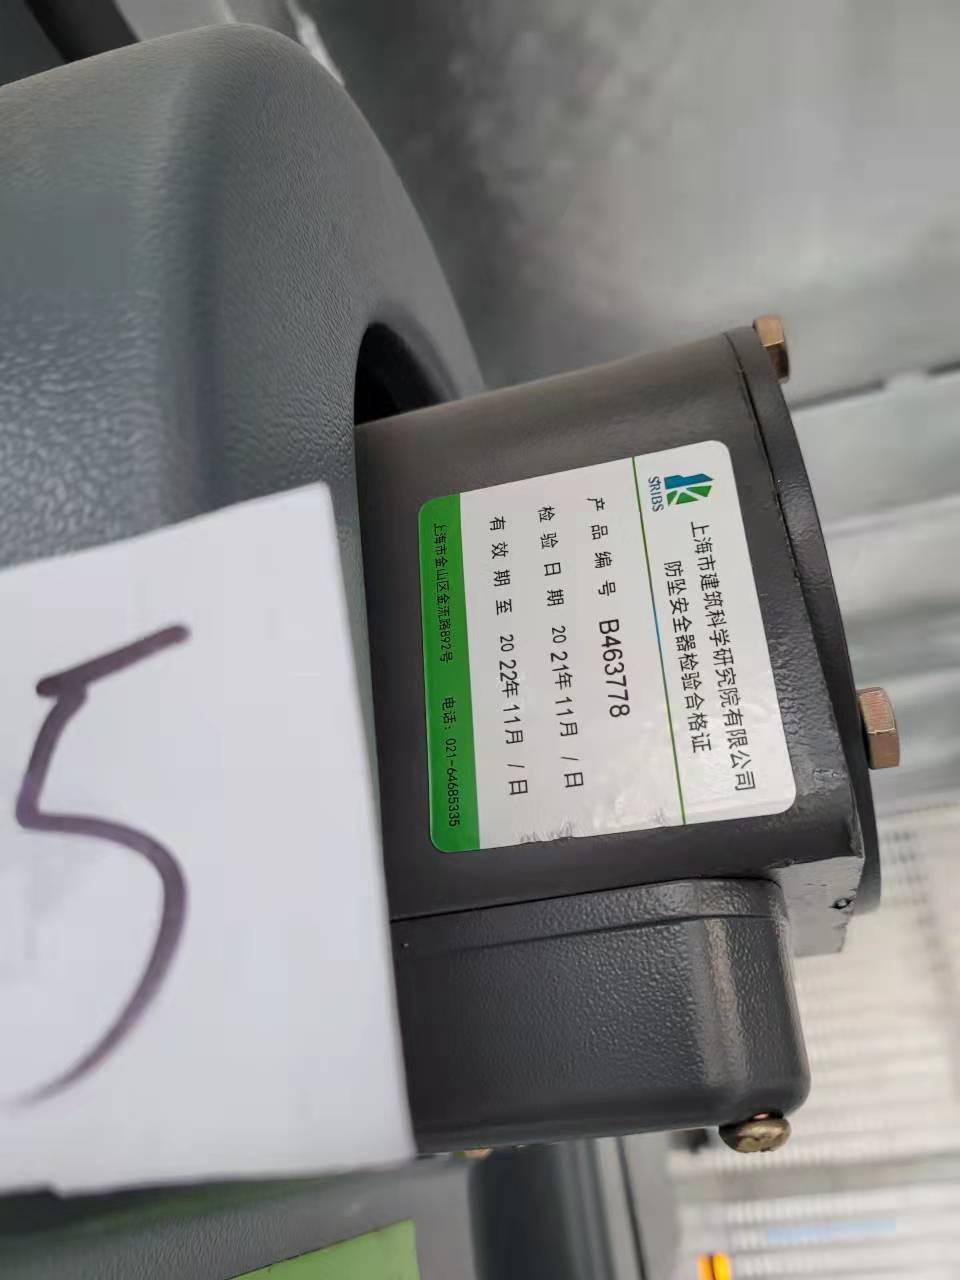 SRIBS
上海市建筑科学研究院有限公司
防坠安全器检验合格证
产品编号 B463778
检验日期 2021年11月/日
有效期至 2022年11月/日
上海市金山区金流路892号 电话：021-64685335
5